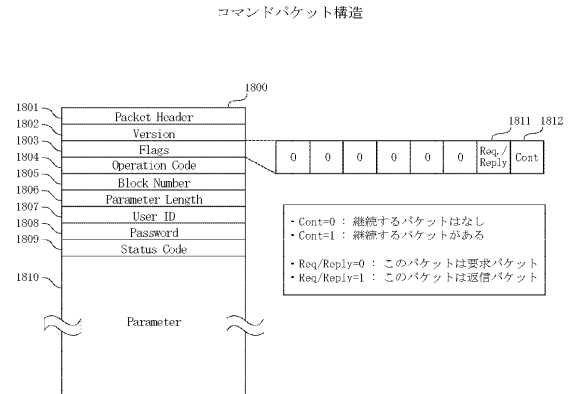 コマンドパケット構造
1800
1801 Packet Header
1802 Version
1803 Flags
1804 Operation Code
1805 Block Number
1806 Parameter Length
1807 User ID
1808 Password
1809 Status Code
1810 Parameter
1811 1812
0 0 0 0 0 0 Req./Reply Cont
・Cont=0 : 継続するパケットはなし
・Cont=1 : 継続するパケットがある
・Req/Reply=0 : このパケットは要求パケット
・Req/Reply=1 : このパケットは返信パケット